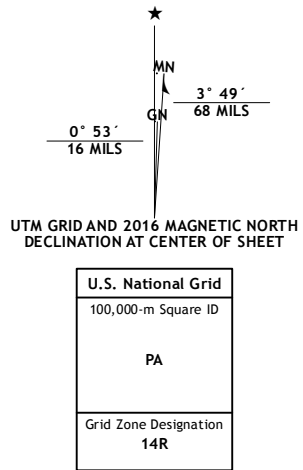 ★
MN
3° 49´
68 MILS
GN
0° 53´
16 MILS
UTM GRID AND 2016 MAGNETIC NORTH
DECLINATION AT CENTER OF SHEET
U.S. National Grid
100,000-m Square ID
PA
Grid Zone Designation
14R